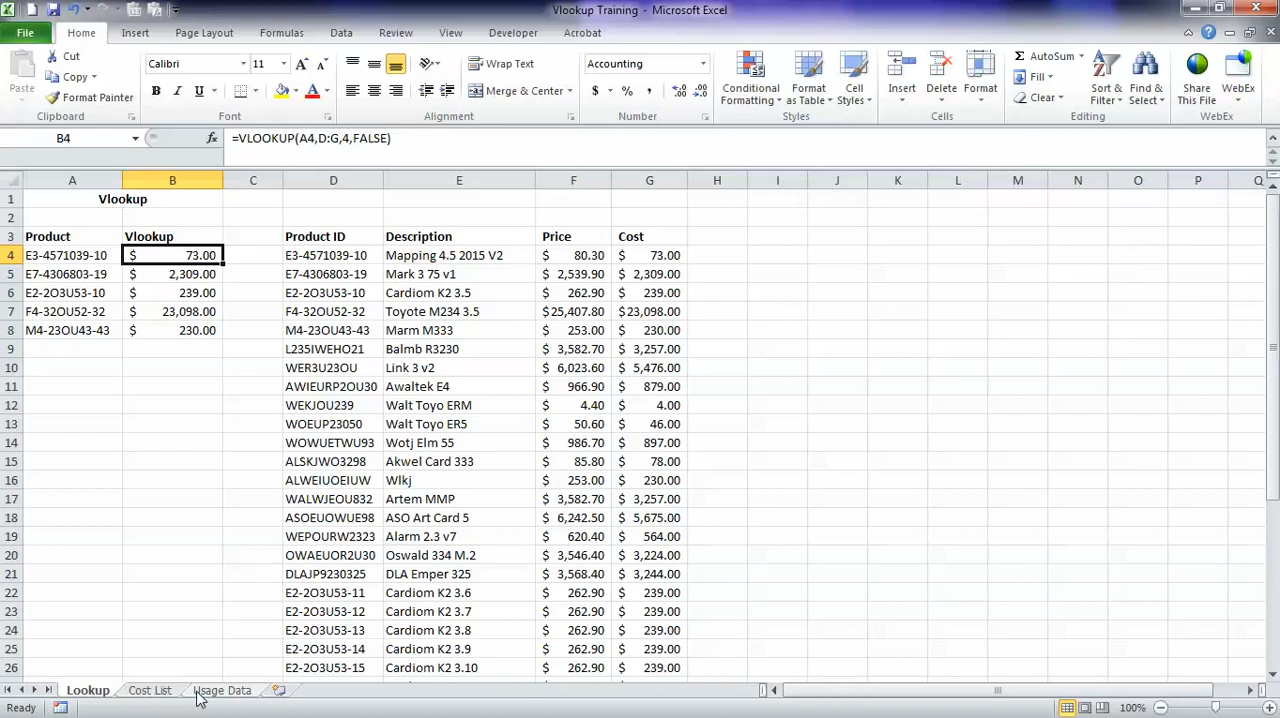 Vlookup Training - Microsoft Excel
File Home Insert Page Layout Formulas Data Review View Developer Acrobat
Paste Cut Copy Format Painter Clipboard
Calibri 11 B I U A Font
Wrap Text Merge & Center Alignment
Accounting $ % , Number
Conditional Formatting Format as Table Cell Styles Styles
Insert Delete Format Cells
Σ AutoSum Fill Clear Sort & Filter Find & Select Editing
Share This File WebEx WebEx
B4 fx =VLOOKUP(A4,D:G,4,FALSE)
A B C D E F G H I J K L M N O P Q
1 Vlookup
2
3 Product Vlookup Product ID Description Price Cost
4 E3-4571039-10 $ 73.00 E3-4571039-10 Mapping 4.5 2015 V2 $ 80.30 $ 73.00
5 E7-4306803-19 $ 2,309.00 E7-4306803-19 Mark 3 75 v1 $ 2,539.90 $ 2,309.00
6 E2-2O3U53-10 $ 239.00 E2-2O3U53-10 Cardiom K2 3.5 $ 262.90 $ 239.00
7 F4-32OU52-32 $ 23,098.00 F4-32OU52-32 Toyote M234 3.5 $25,407.80 $23,098.00
8 M4-23OU43-43 $ 230.00 M4-23OU43-43 Marm M333 $ 253.00 $ 230.00
9 L235IWEHO21 Balmb R3230 $ 3,582.70 $ 3,257.00
10 WER3U23OU Link 3 v2 $ 6,023.60 $ 5,476.00
11 AWIEURP2OU30 Awaltek E4 $ 966.90 $ 879.00
12 WEKJOU239 Walt Toyo ERM $ 4.40 $ 4.00
13 WOEUP23050 Walt Toyo ER5 $ 50.60 $ 46.00
14 WOWUETWU93 Wotj Elm 55 $ 986.70 $ 897.00
15 ALSKJWO3298 Akwel Card 333 $ 85.80 $ 78.00
16 ALWEIUOEIUW Wlkj $ 253.00 $ 230.00
17 WALWJEOU832 Artem MMP $ 3,582.70 $ 3,257.00
18 ASOEUOWUE98 ASO Art Card 5 $ 6,242.50 $ 5,675.00
19 WEPOURW2323 Alarm 2.3 v7 $ 620.40 $ 564.00
20 OWAEUOR2U30 Oswald 334 M.2 $ 3,546.40 $ 3,224.00
21 DLAJP9230325 DLA Emper 325 $ 3,568.40 $ 3,244.00
22 E2-2O3U53-11 Cardiom K2 3.6 $ 262.90 $ 239.00
23 E2-2O3U53-12 Cardiom K2 3.7 $ 262.90 $ 239.00
24 E2-2O3U53-13 Cardiom K2 3.8 $ 262.90 $ 239.00
25 E2-2O3U53-14 Cardiom K2 3.9 $ 262.90 $ 239.00
26 E2-2O3U53-15 Cardiom K2 3.10 $ 262.90 $ 239.00
Lookup Cost List Usage Data
Ready 100%